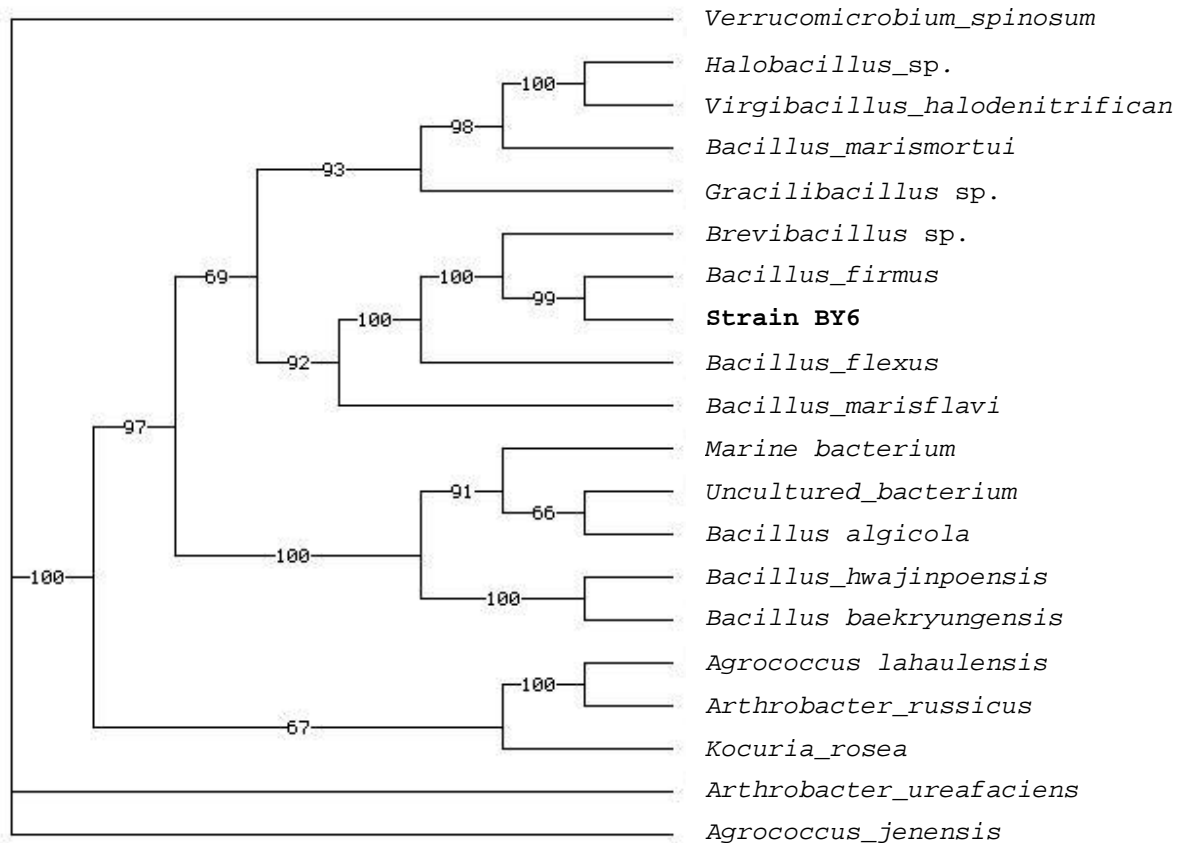 Verrucomicrobium_spinosum
Halobacillus_sp.
100
Virgibacillus_halodenitrifican
98
Bacillus_marismortui
93
Gracilibacillus sp.
Brevibacillus sp.
69
100
Bacillus_firmus
99
100
Strain BY6
92
Bacillus_flexus
Bacillus_marisflavi
97
Marine bacterium
91
Uncultured_bacterium
66
Bacillus algicola
100
100
Bacillus_hwajinpoensis
100
Bacillus baekryungensis
Agrococcus lahaulensis
100
Arthrobacter_russicus
67
Kocuria_rosea
Arthrobacter_ureafaciens
Agrococcus_jenensis